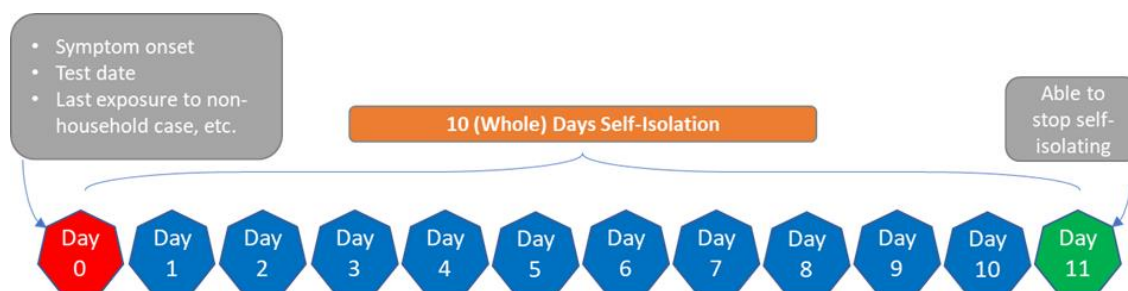 • Symptom onset
• Test date
• Last exposure to non-
household case, etc.
10 (Whole) Days Self-Isolation
Able to
stop self-
isolating
Day
0
Day
1
Day
2
Day
3
Day
4
Day
5
Day
6
Day
7
Day
8
Day
9
Day
10
Day
11